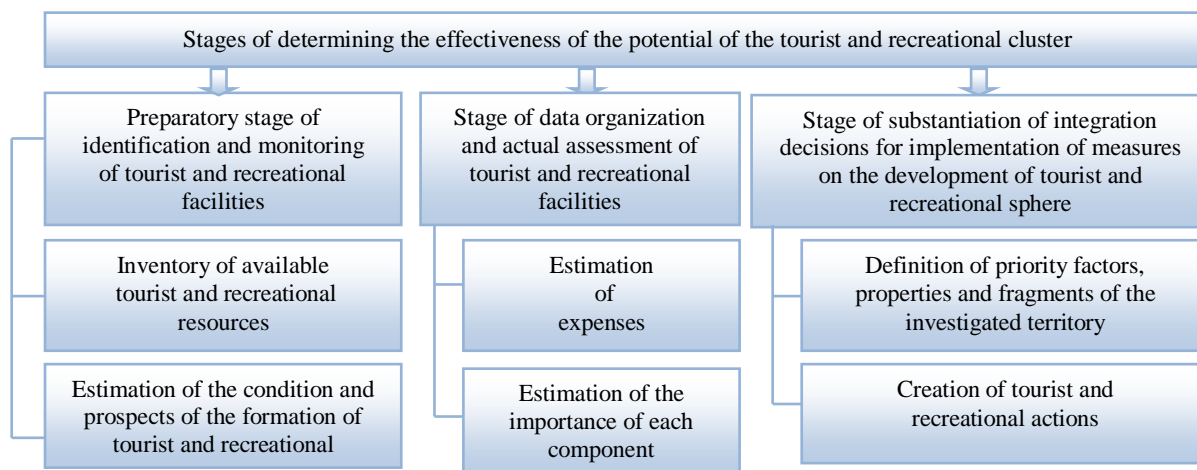 Stages of determining the effectiveness of the potential of the tourist and recreational cluster
Preparatory stage of
identification and monitoring
of tourist and recreational
facilities
Inventory of available
tourist and recreational
resources
Estimation of the condition and
prospects of the formation of
tourist and recreational
Stage of data organization
and actual assessment of
tourist and recreational
facilities
Estimation
of
expenses
Estimation of the
importance of each
component
Stage of substantiation of integration
decisions for implementation of measures
on the development of tourist and
recreational sphere
Definition of priority factors,
properties and fragments of the
investigated territory
Creation of tourist and
recreational actions